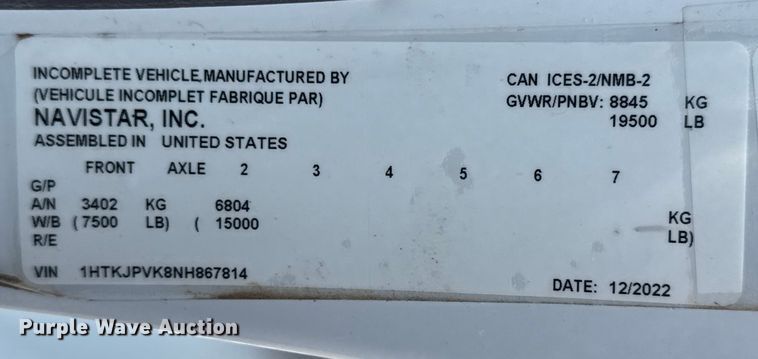 INCOMPLETE VEHICLE, MANUFACTURED BY
(VEHICULE INCOMPLET FABRIQUE PAR)
NAVISTAR, INC.
ASSEMBLED IN UNITED STATES
CAN ICES-2/NMB-2
GVWR/PNBV: 8845 KG
19500 LB
FRONT AXLE 2 3 4 5 6 7
G/P
A/N 3402 KG 6804 KG
W/B ( 7500 LB) ( 15000 LB)
R/E
VIN 1HTKJPVK8NH867814
DATE: 12/2022
Purple Wave Auction